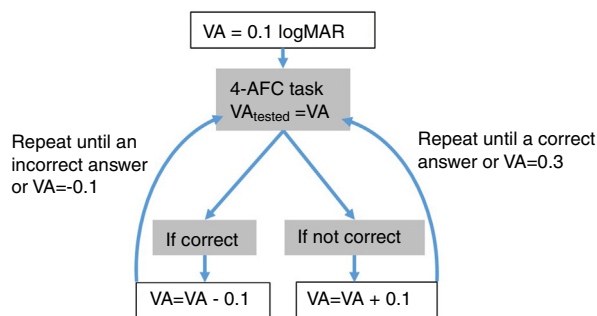 VA = 0.1 logMAR
4-AFC task
VAtested =VA
Repeat until an
incorrect answer
or VA=-0.1
Repeat until a correct
answer or VA=0.3
If correct
If not correct
VA=VA - 0.1
VA=VA + 0.1